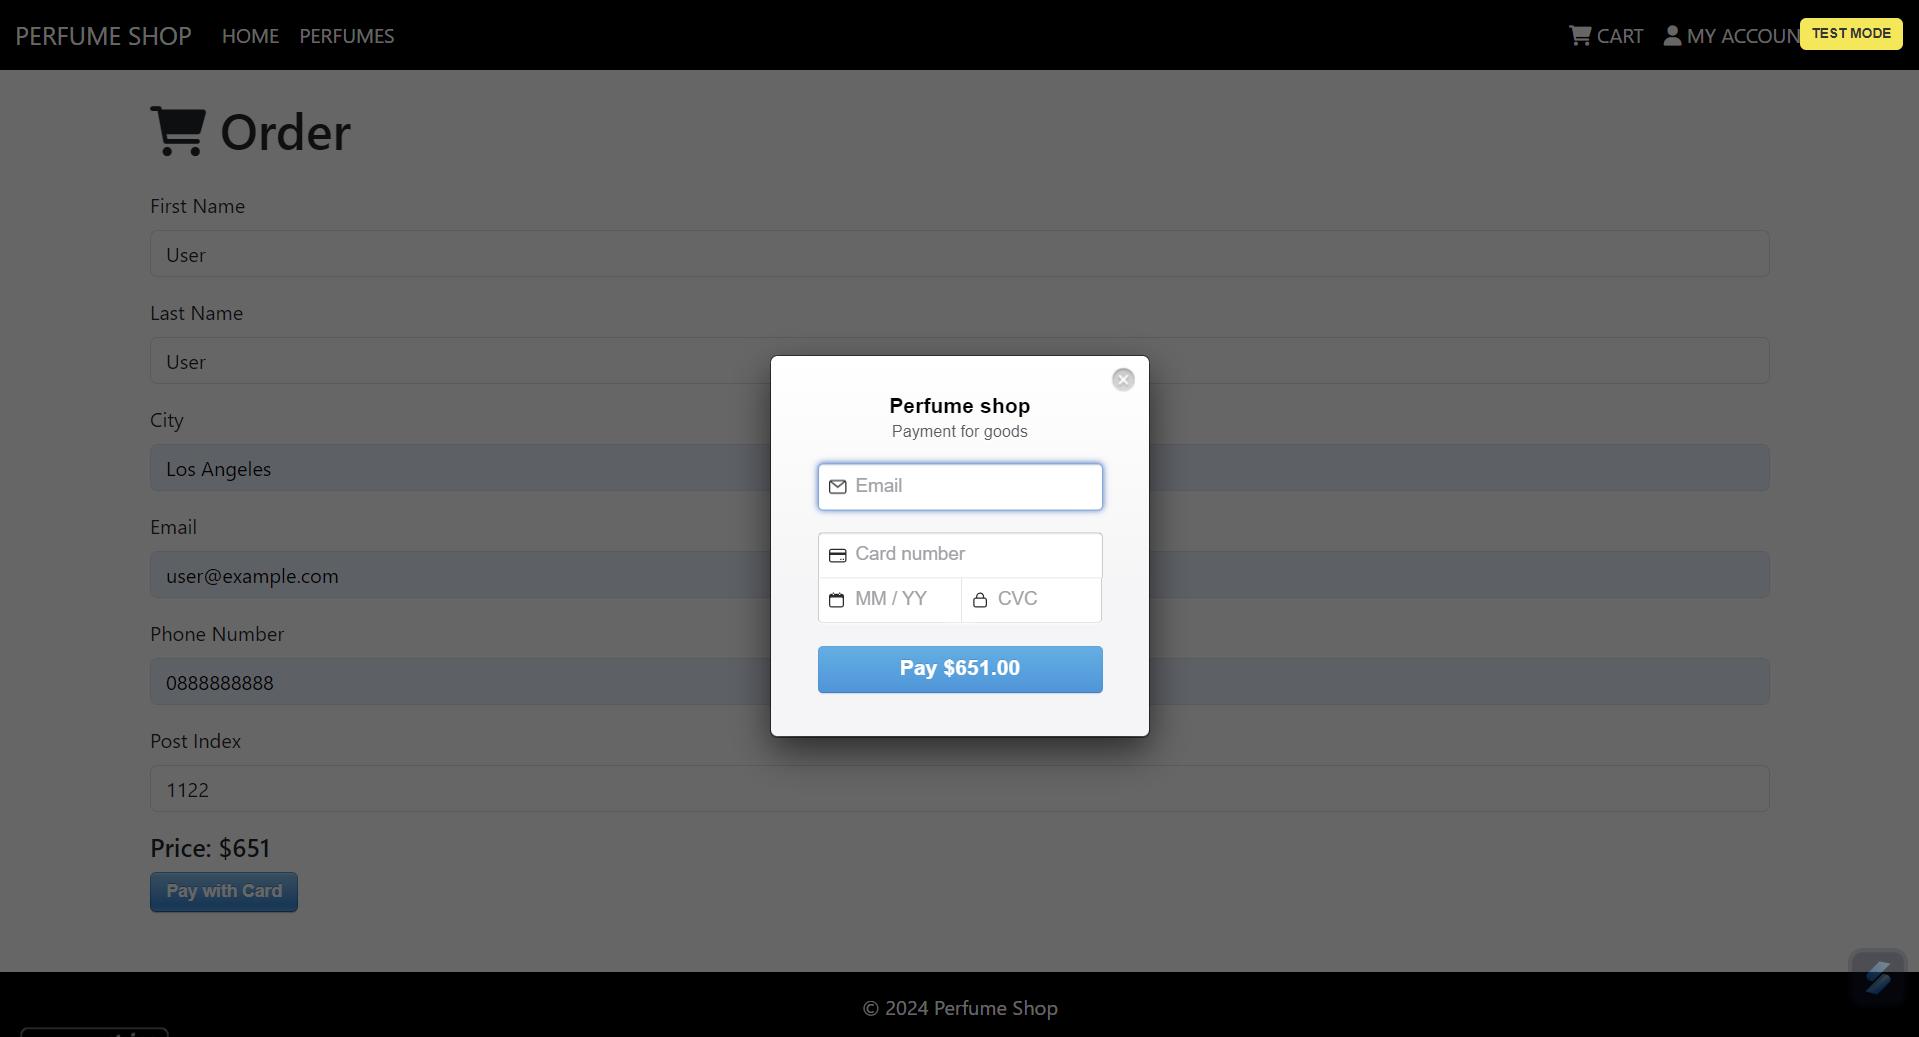 PERFUME SHOP HOME PERFUMES CART MY ACCOUN TEST MODE
Order
First Name
User
Last Name
User
City
Los Angeles
Email
user@example.com
Phone Number
0888888888
Post Index
1122
Price: $651
Pay with Card
Perfume shop
Payment for goods
Email
Card number
MM / YY CVC
Pay $651.00
© 2024 Perfume Shop